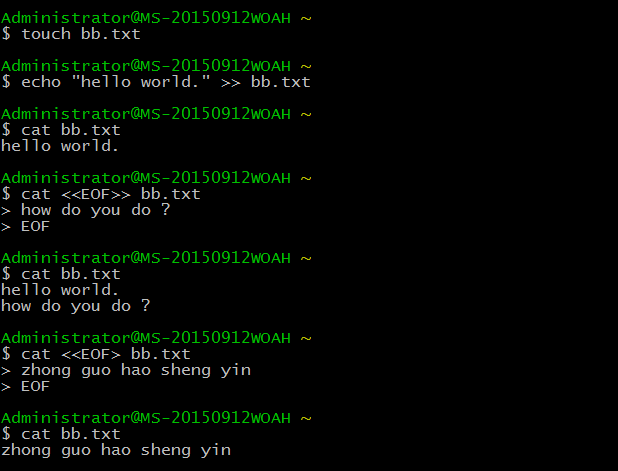 Administrator@MS-20150912WOAH ~
$ touch bb.txt
Administrator@MS-20150912WOAH ~
$ echo "hello world." >> bb.txt
Administrator@MS-20150912WOAH ~
$ cat bb.txt
hello world.
Administrator@MS-20150912WOAH ~
$ cat <<EOF>> bb.txt
> how do you do ?
> EOF
Administrator@MS-20150912WOAH ~
$ cat bb.txt
hello world.
how do you do ?
Administrator@MS-20150912WOAH ~
$ cat <<EOF> bb.txt
> zhong guo hao sheng yin
> EOF
Administrator@MS-20150912WOAH ~
$ cat bb.txt
zhong guo hao sheng yin